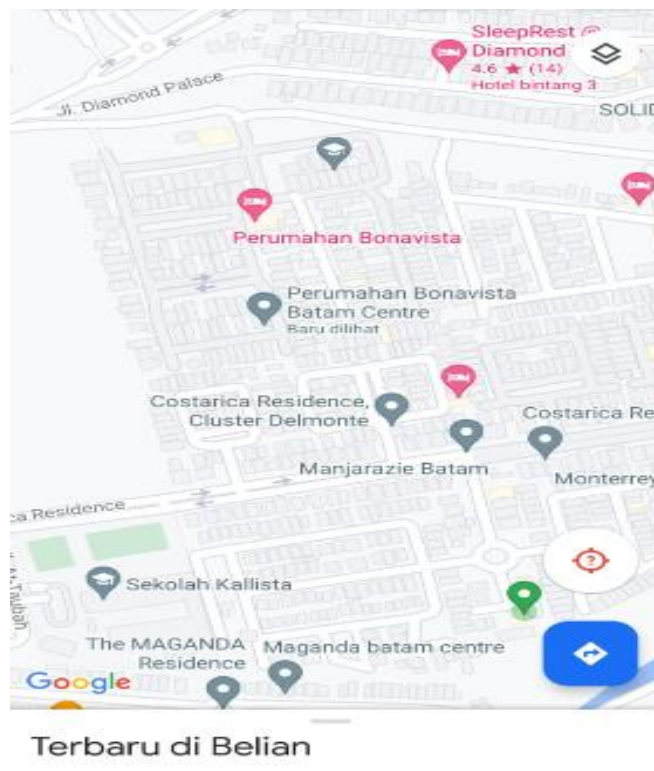 SleepRest @
Diamond
4.6 ★ (14)
Hotel bintang 3
Jl. Diamond Palace
SOLID
Perumahan Bonavista
Perumahan Bonavista
Batam Centre
Baru dilihat
Costarica Residence,
Cluster Delmonte
Costarica Re
Manjarazie Batam
Monterrey
ca Residence
Taubah
Sekolah Kallista
The MAGANDA
Residence
Maganda batam centre
Google
Terbaru di Belian